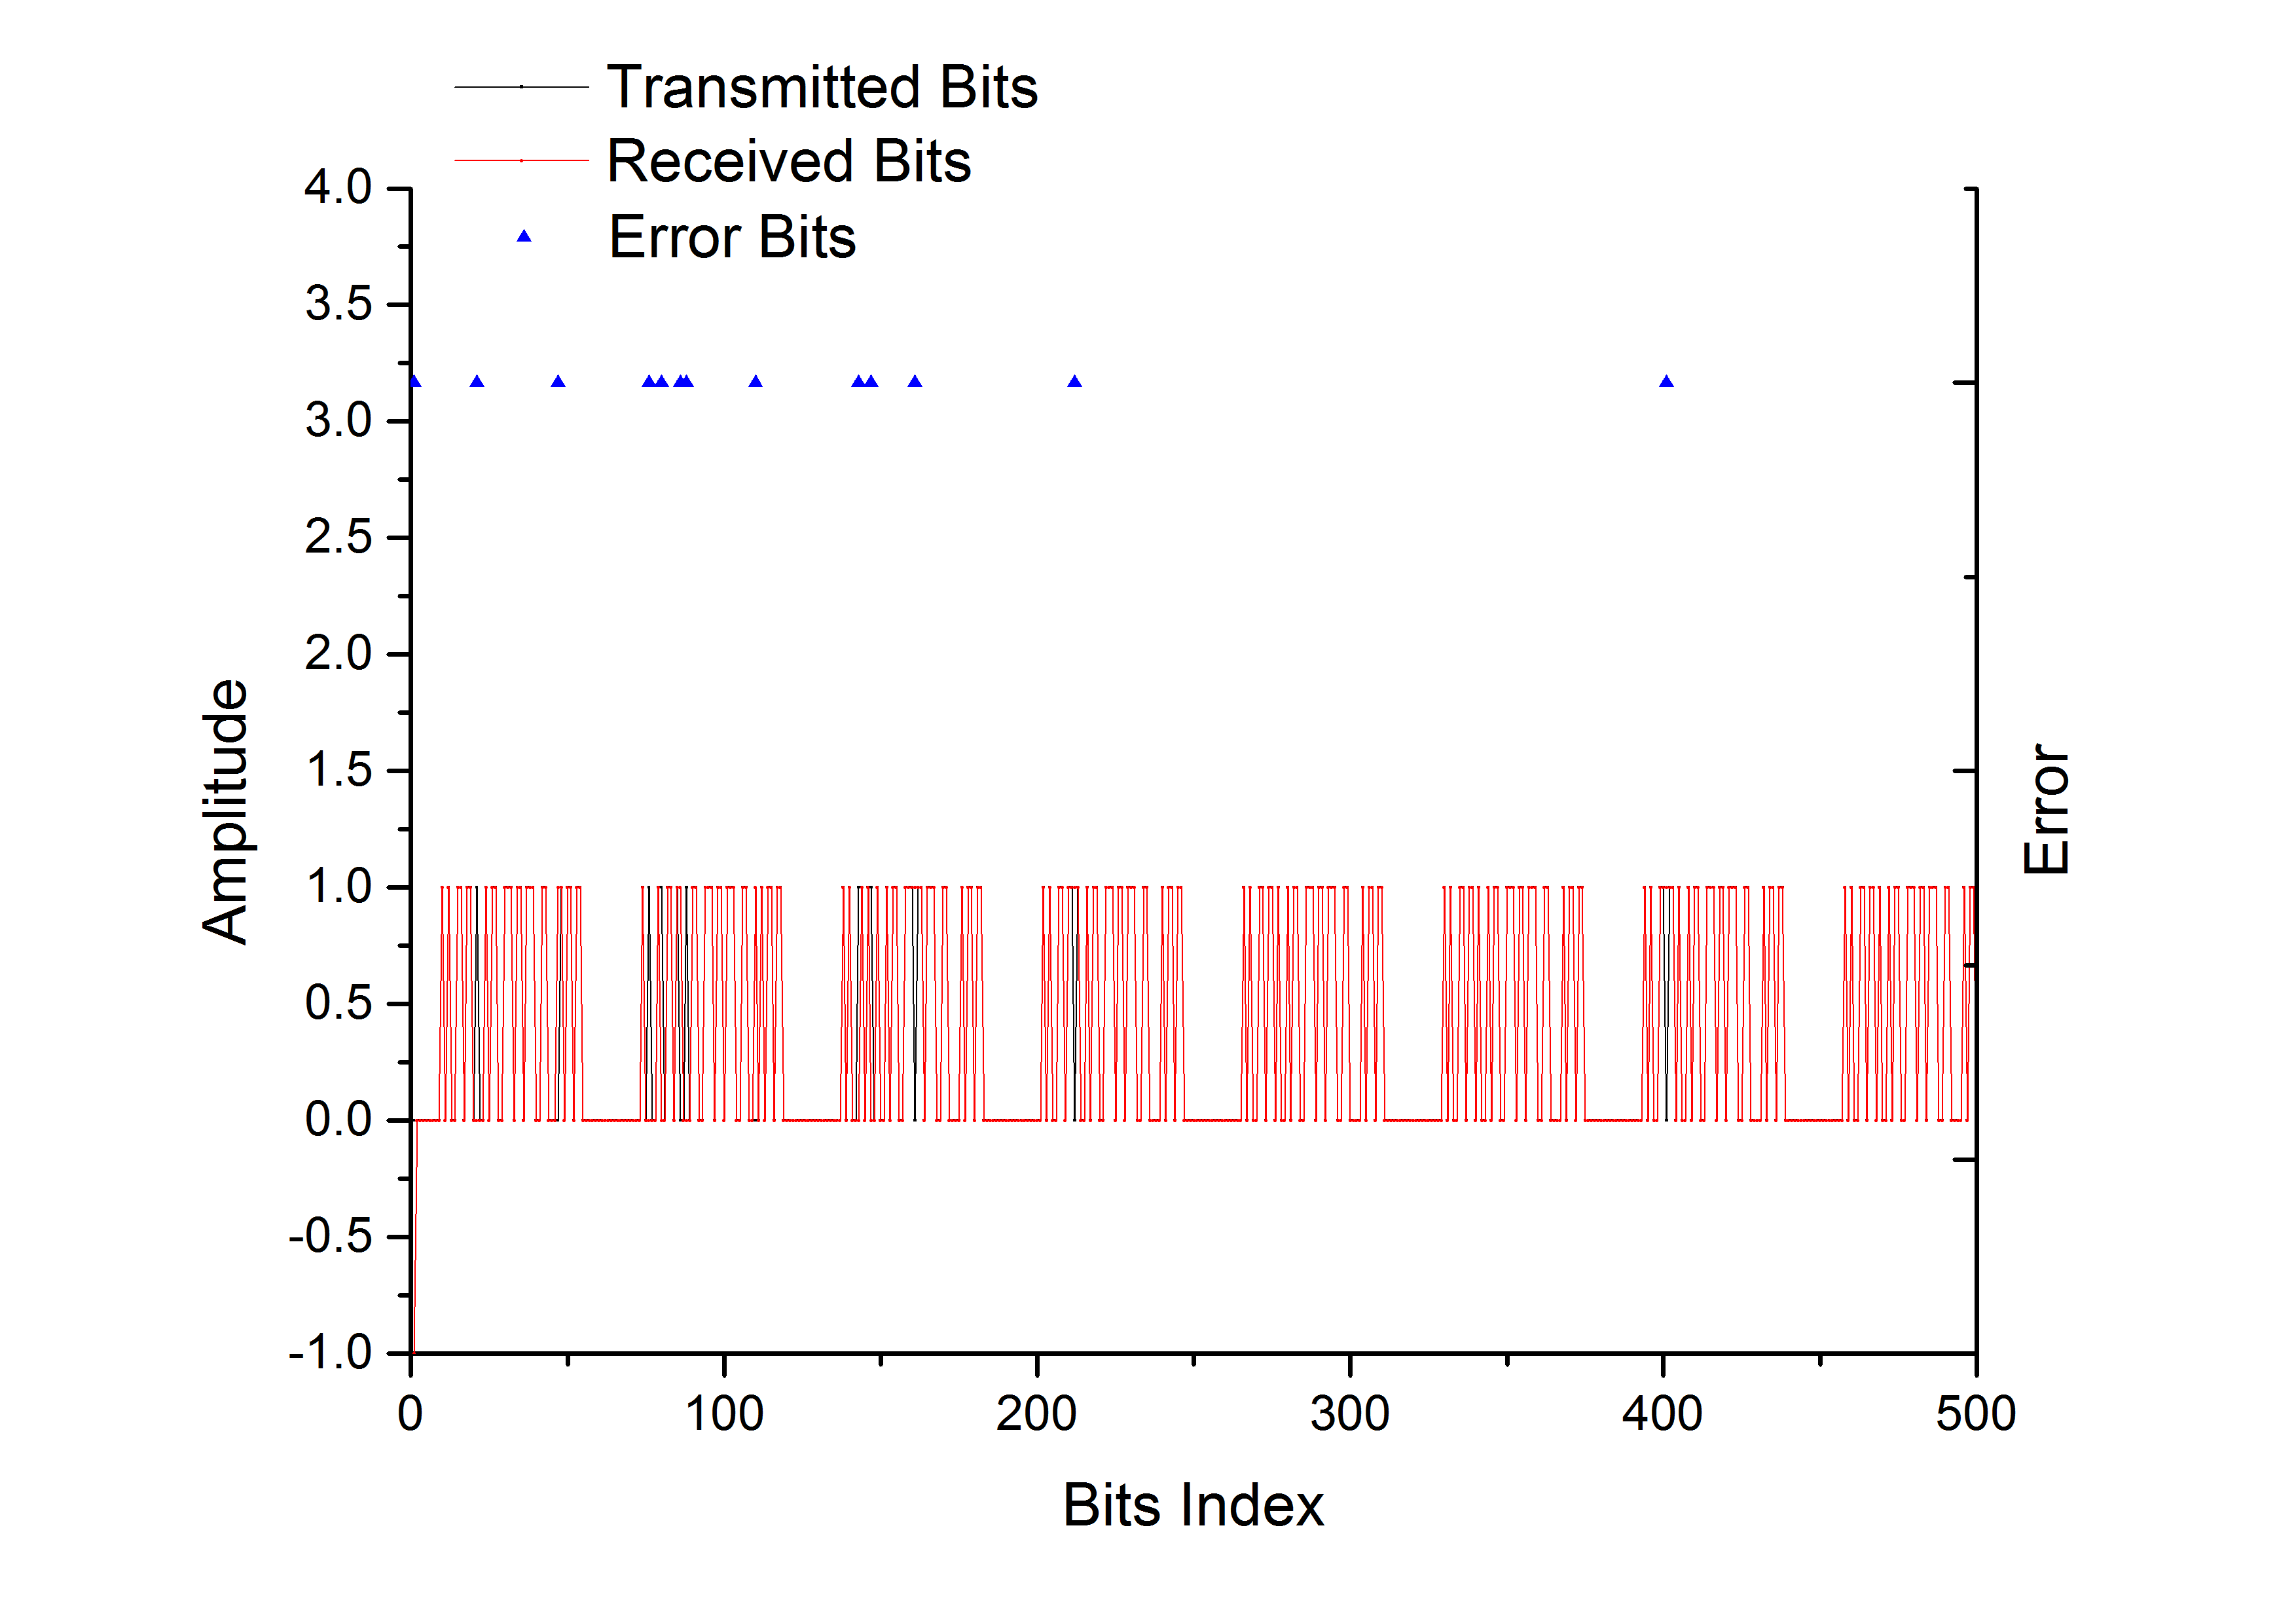 Transmitted Bits
Received Bits
Error Bits
4.0
3.5
3.0
2.5
2.0
1.5
1.0
0.5
0.0
-0.5
-1.0
Amplitude
Error
0 100 200 300 400 500
Bits Index